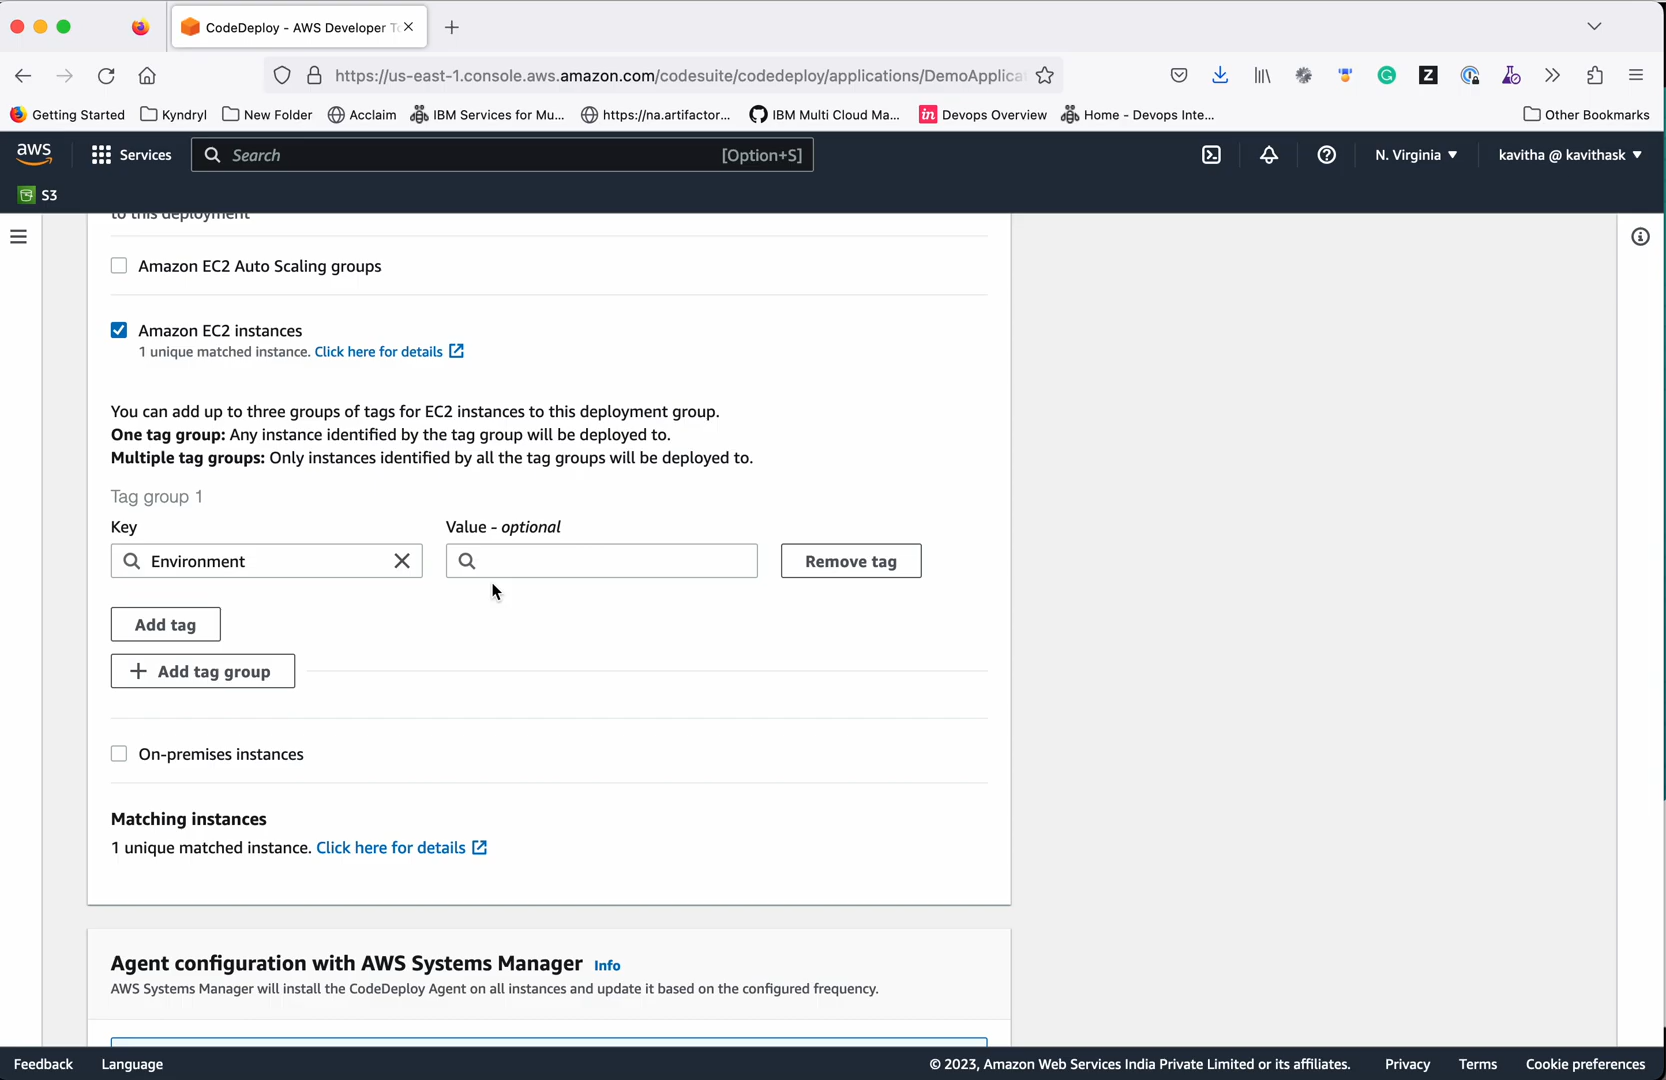 CodeDeploy - AWS Developer To
https://us-east-1.console.aws.amazon.com/codesuite/codedeploy/applications/DemoApplica
Getting Started
Kyndryl
New Folder
Acclaim
IBM Services for Mu...
https://na.artifactor...
IBM Multi Cloud Ma...
in
Devops Overview
Home - Devops Inte...
Other Bookmarks
Z
aws
Services
Search
[Option+S]
N. Virginia
kavitha @ kavithask
S3
to this deployment
Amazon EC2 Auto Scaling groups
Amazon EC2 instances
1 unique matched instance. Click here for details
You can add up to three groups of tags for EC2 instances to this deployment group.
One tag group: Any instance identified by the tag group will be deployed to.
Multiple tag groups: Only instances identified by all the tag groups will be deployed to.
Tag group 1
Key
Value - optional
Environment
Remove tag
Add tag
Add tag group
On-premises instances
Matching instances
1 unique matched instance. Click here for details
Agent configuration with AWS Systems Manager Info
AWS Systems Manager will install the CodeDeploy Agent on all instances and update it based on the configured frequency.
Feedback
Language
© 2023, Amazon Web Services India Private Limited or its affiliates.
Privacy
Terms
Cookie preferences